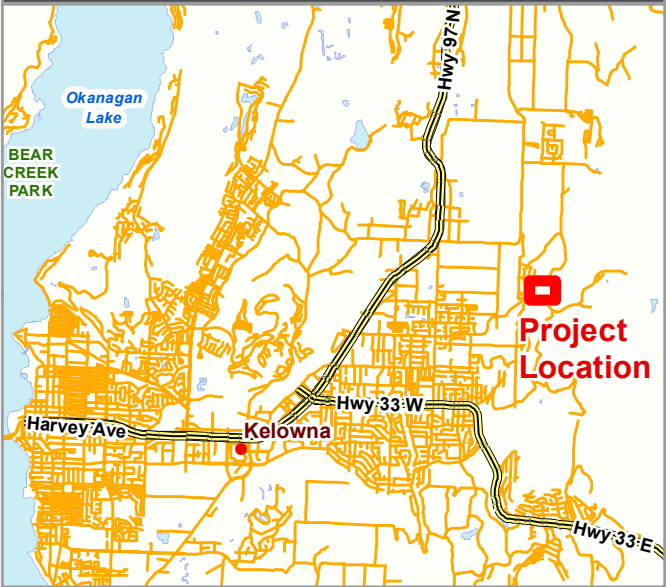 Hwy 97 N
Okanagan
Lake
BEAR
CREEK
PARK
Project
Location
Hwy 33 W
Harvey Ave
Kelowna
Hwy 33 E